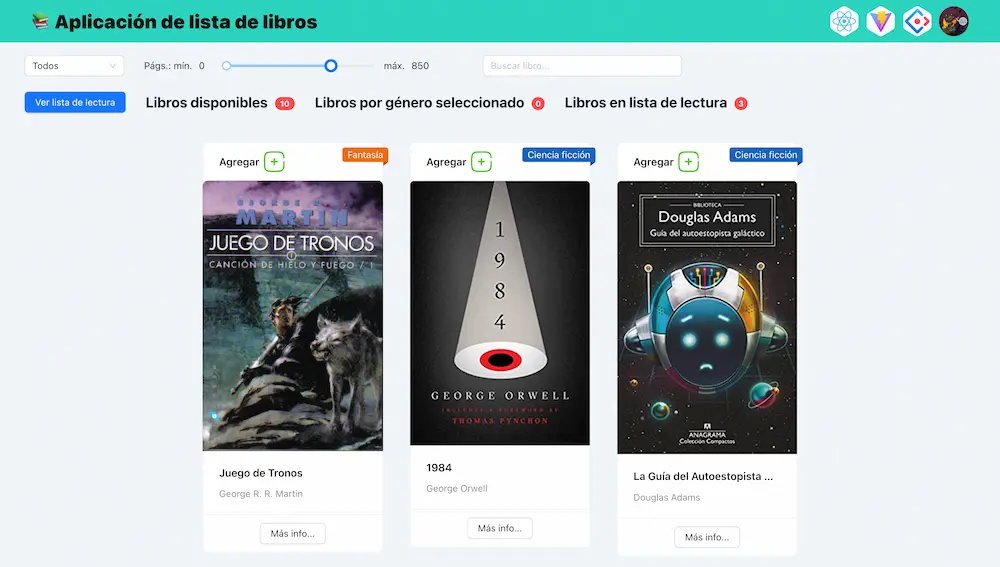 Aplicación de lista de libros
Todos
Págs.: mín. 0
máx. 850
Buscar libro...
Ver lista de lectura
Libros disponibles 10
Libros por género seleccionado 0
Libros en lista de lectura 3
Agregar
Fantasía
MARTIN
JUEGO DE TRONOS
CANCIÓN DE HIELO Y FUEGO / 1
Juego de Tronos
George R. R. Martin
Más info...
Agregar
Ciencia ficción
1
9
8
4
GEORGE ORWELL
THOMAS PYNCHON
1984
George Orwell
Más info...
Agregar
Ciencia ficción
BIBLIOTECA
Douglas Adams
Guía del autoestopista galáctico
ANAGRAMA
Colección Compactos
La Guía del Autoestopista ...
Douglas Adams
Más info...